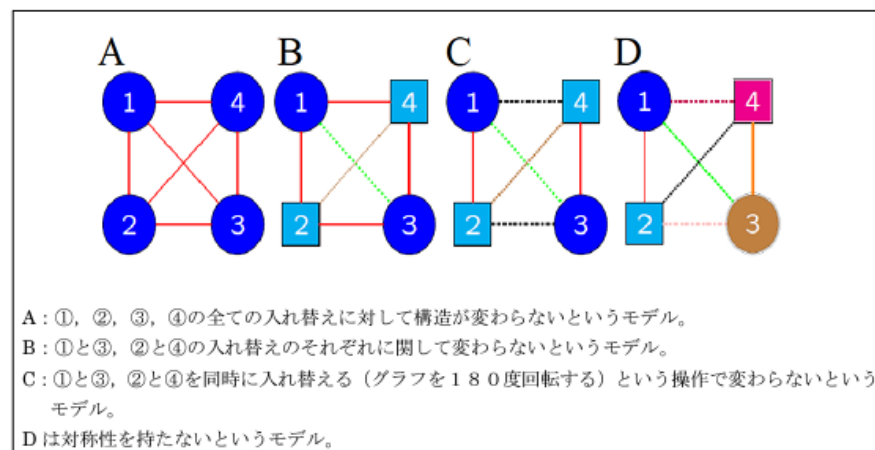 A B C D
1 4 1 4 1 4 1 4
2 3 2 3 2 3 2 3
A：①，②，③，④の全ての入れ替えに対して構造が変わらないというモデル。
B：①と③，②と④の入れ替えのそれぞれに関して変わらないというモデル。
C：①と③，②と④を同時に入れ替える（グラフを１８０度回転する）という操作で変わらないという
モデル。
D は対称性を持たないというモデル。